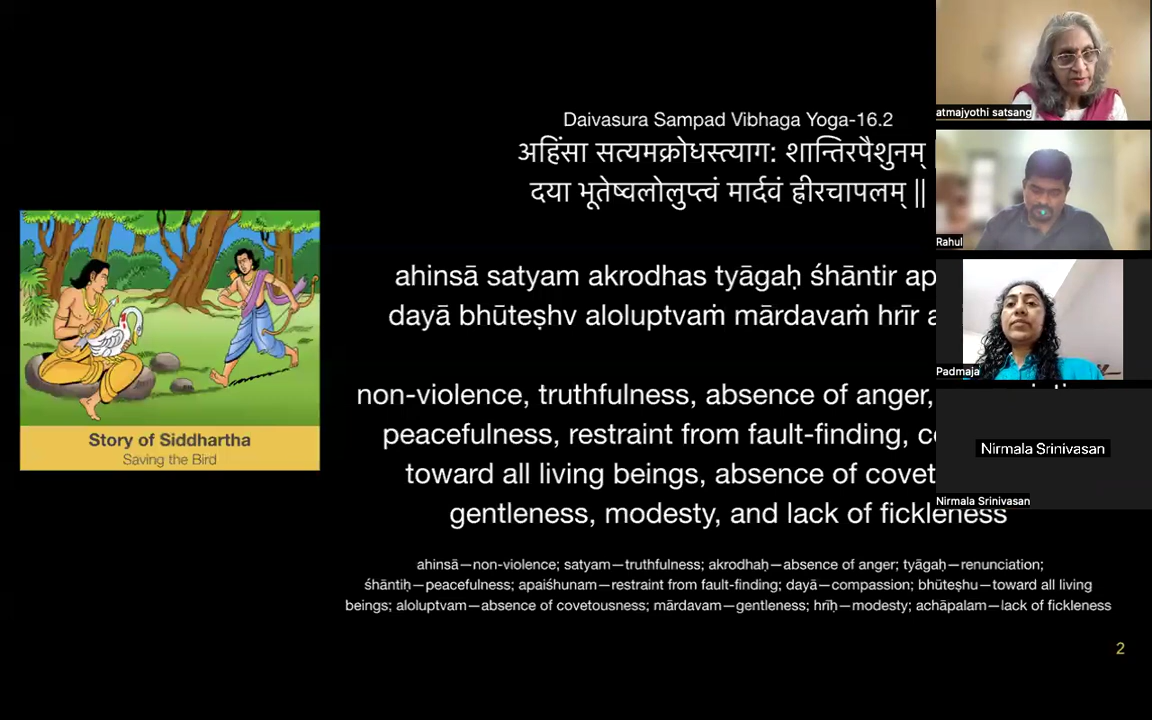 Daivasura Sampad Vibhaga Yoga-16.2
अहिंसा सत्यमक्रोधस्त्याग: शान्तिरपैशुनम् |
दया भूतेष्वलोलुप्त्वं मार्दवं ह्रीरचापलम् ||
ahinsā satyam akrodhas tyāgaḥ śhāntir ap
dayā bhūteṣhv aloluptvaṁ mārdavaṁ hrīr a
non-violence, truthfulness, absence of anger,
peacefulness, restraint from fault-finding, co
toward all living beings, absence of covet
gentleness, modesty, and lack of fickleness
ahinsā—non-violence; satyam—truthfulness; akrodhaḥ—absence of anger; tyāgaḥ—renunciation;
śhāntiḥ—peacefulness; apaiśhunam—restraint from fault-finding; dayā—compassion; bhūteṣhu—toward all living
beings; aloluptvam—absence of covetousness; mārdavam—gentleness; hrīḥ—modesty; achāpalam—lack of fickleness
2
Story of Siddhartha
Saving the Bird
atmajyothi satsang
Rahul
Padmaja
Nirmala Srinivasan
Nirmala Srinivasan